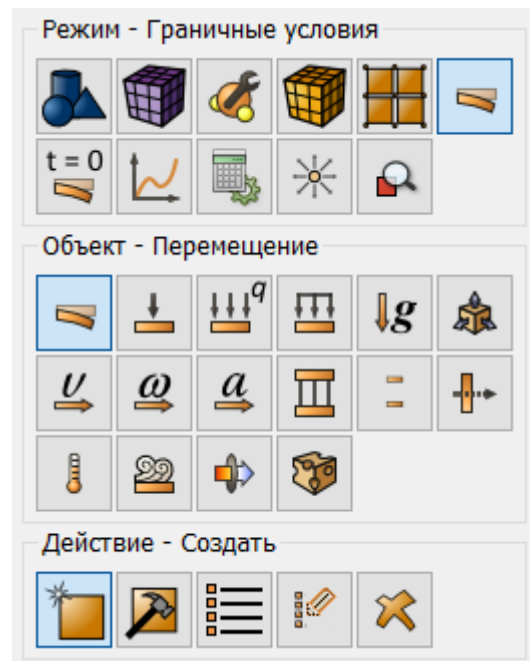 Режим - Граничные условия
t = 0
Объект - Перемещение
q
g
υ
ω
a
Действие - Создать